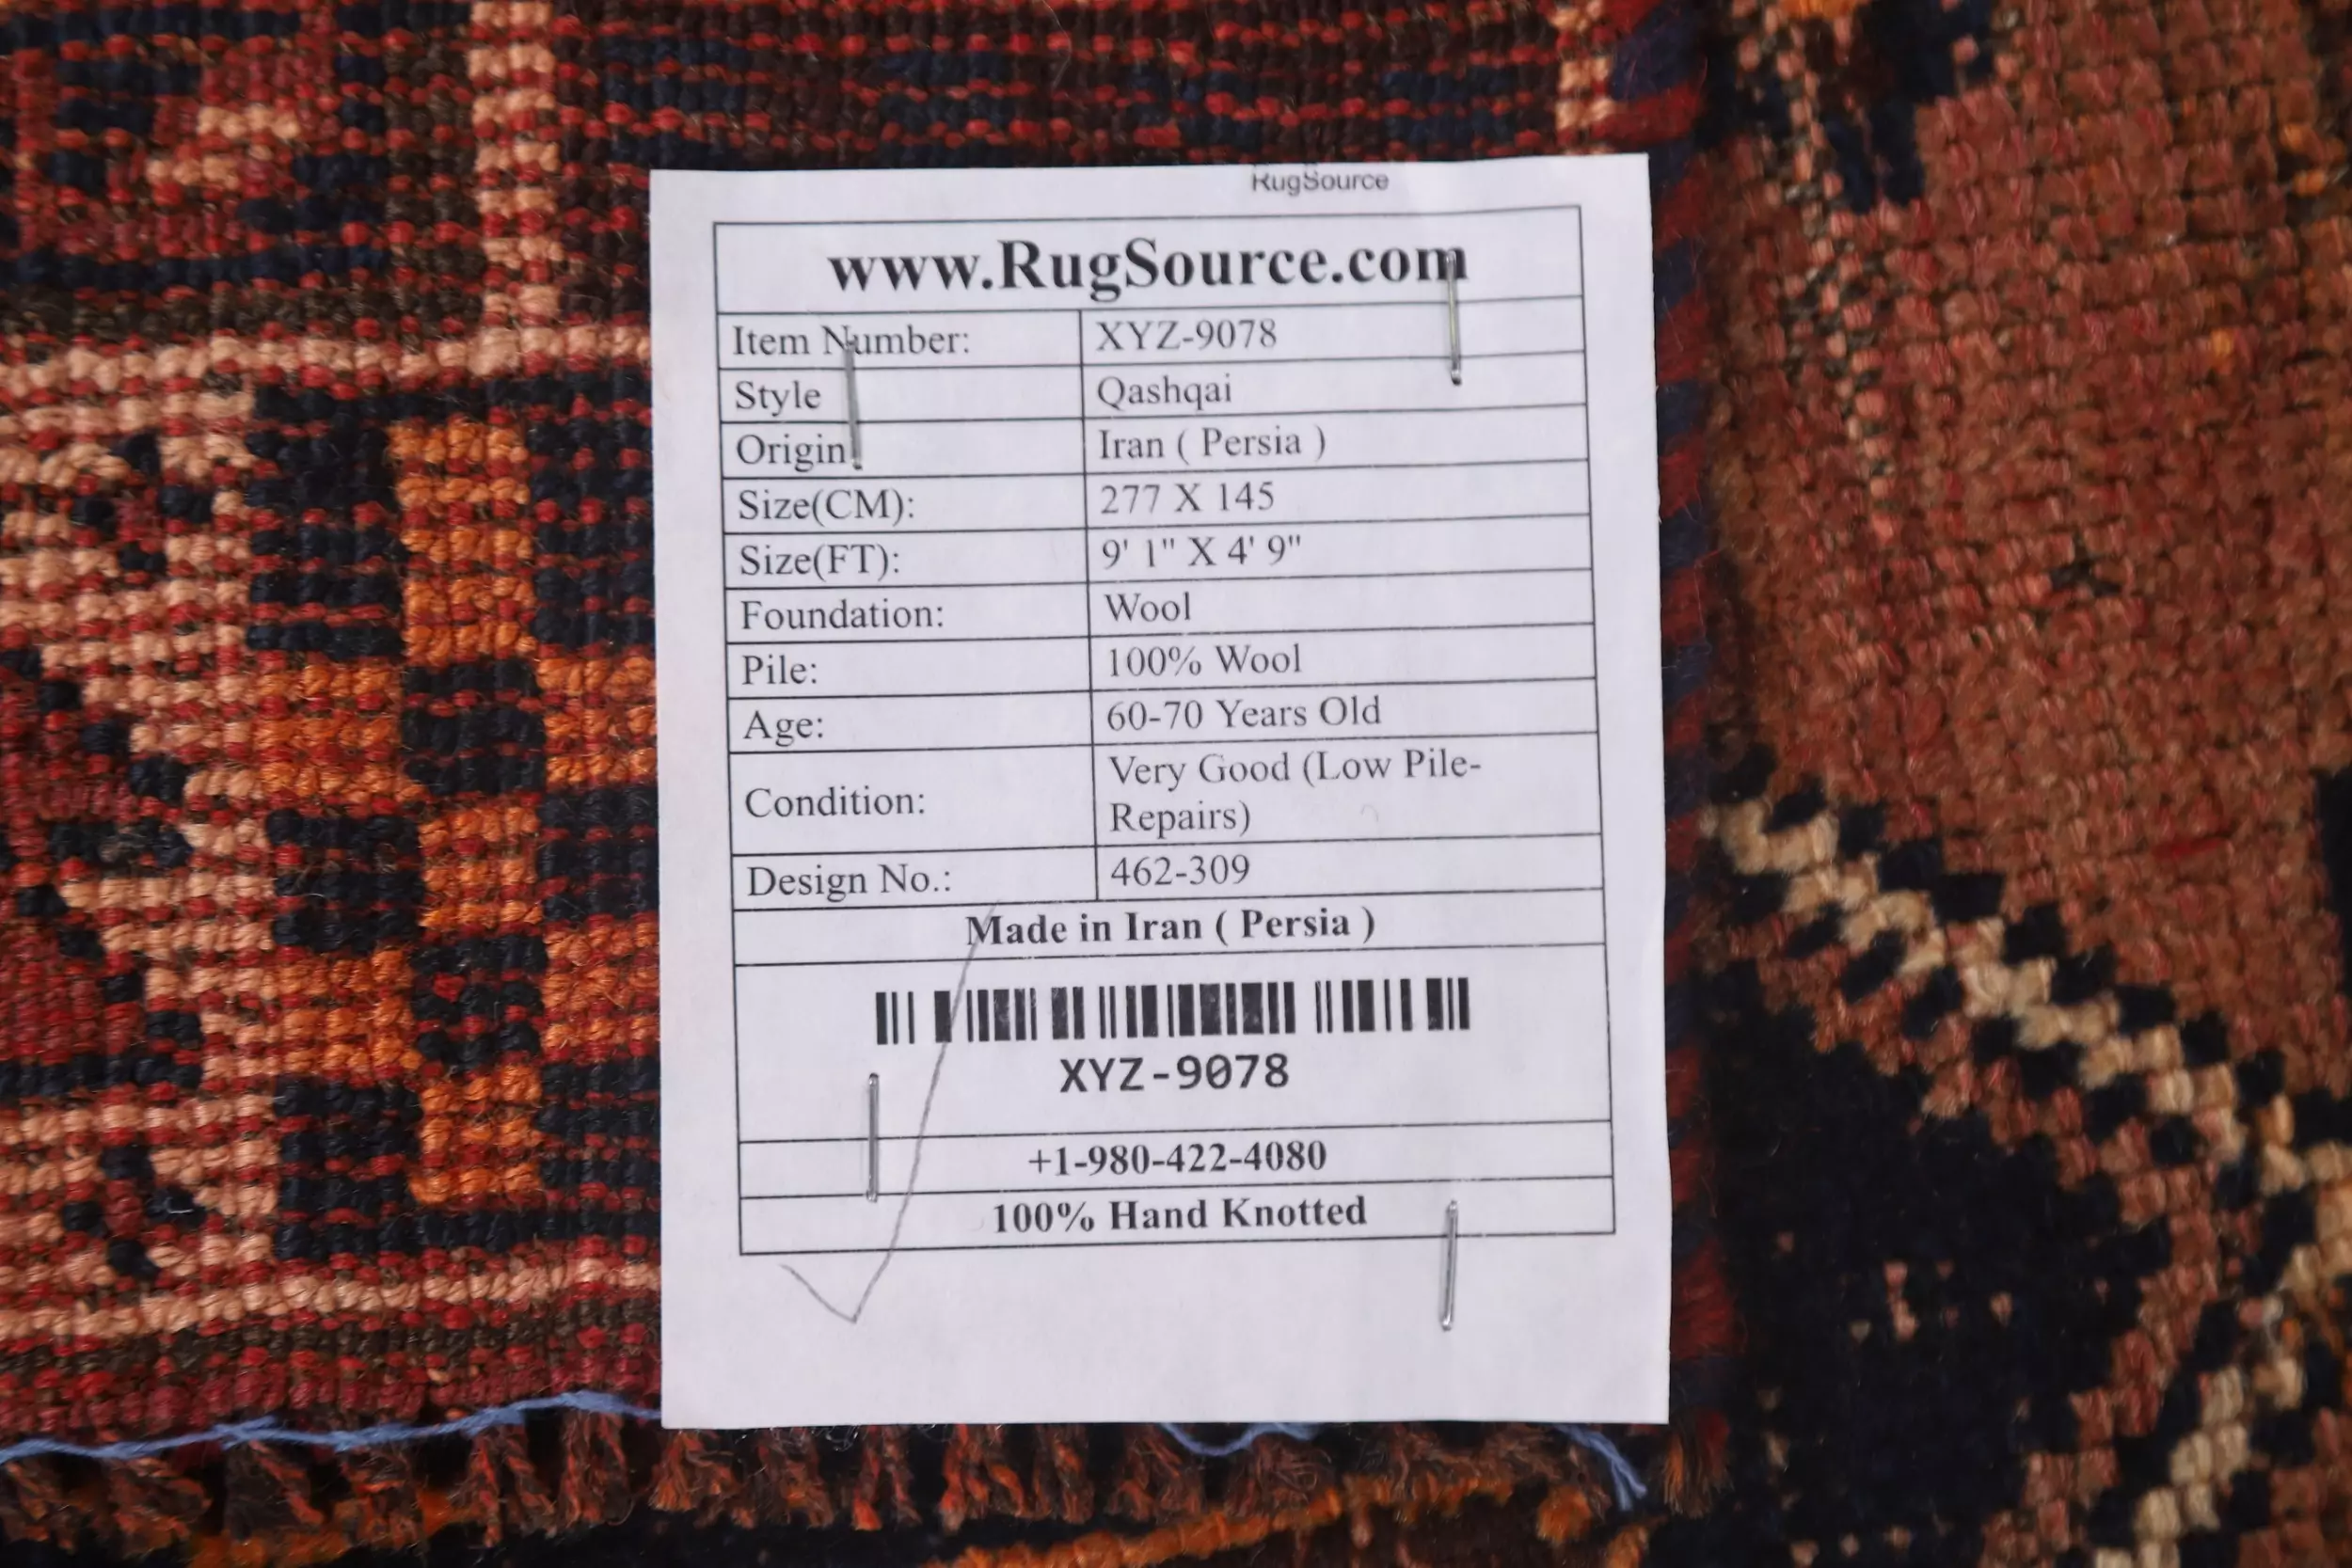 RugSource
www.RugSource.com
Item Number: XYZ-9078
Style Qashqai
Origin Iran ( Persia )
Size(CM): 277 X 145
Size(FT): 9' 1" X 4' 9"
Foundation: Wool
Pile: 100% Wool
Age: 60-70 Years Old
Condition: Very Good (Low Pile-
Repairs)
Design No.: 462-309
Made in Iran ( Persia )
XYZ-9078
+1-980-422-4080
100% Hand Knotted